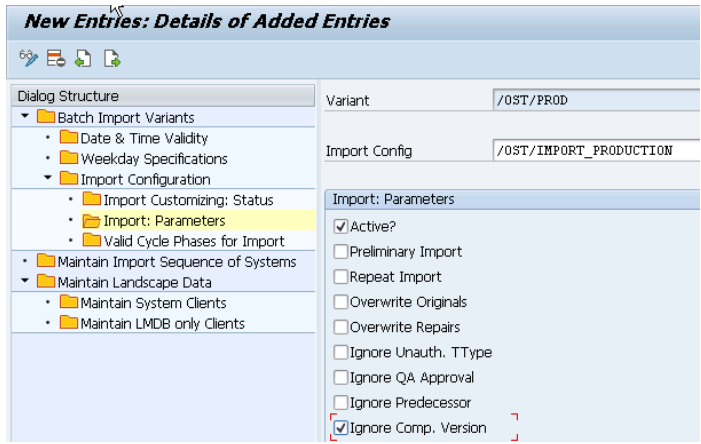 New Entries: Details of Added Entries
Dialog Structure
Batch Import Variants
Date & Time Validity
Weekday Specifications
Import Configuration
Import Customizing: Status
Import: Parameters
Valid Cycle Phases for Import
Maintain Import Sequence of Systems
Maintain Landscape Data
Maintain System Clients
Maintain LMDB only Clients
Variant /OST/PROD
Import Config /OST/IMPORT_PRODUCTION
Import: Parameters
Active?
Preliminary Import
Repeat Import
Overwrite Originals
Overwrite Repairs
Ignore Unauth. TType
Ignore QA Approval
Ignore Predecessor
Ignore Comp. Version